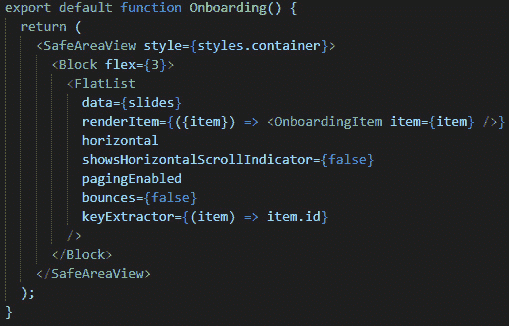 export default function Onboarding() {
  return (
    <SafeAreaView style={styles.container}>
      <Block flex={3}>
        <FlatList
          data={slides}
          renderItem={({item}) => <OnboardingItem item={item} />}
          horizontal
          showsHorizontalScrollIndicator={false}
          pagingEnabled
          bounces={false}
          keyExtractor={(item) => item.id}
        />
      </Block>
    </SafeAreaView>
  );
}